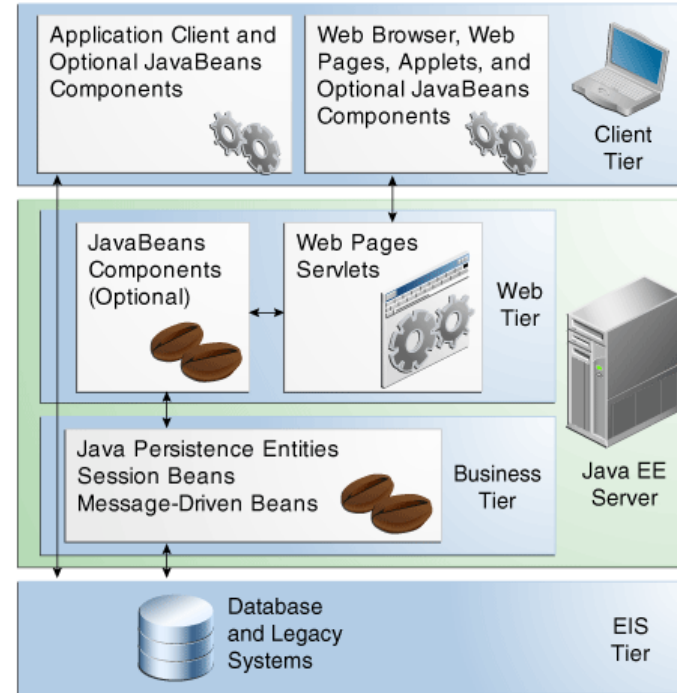 Application Client and
Optional JavaBeans
Components
Web Browser, Web
Pages, Applets, and
Optional JavaBeans
Components
Client
Tier
JavaBeans
Components
(Optional)
Web Pages
Servlets
Web
Tier
Java Persistence Entities
Session Beans
Message-Driven Beans
Business
Tier
Java EE
Server
Database
and Legacy
Systems
EIS
Tier